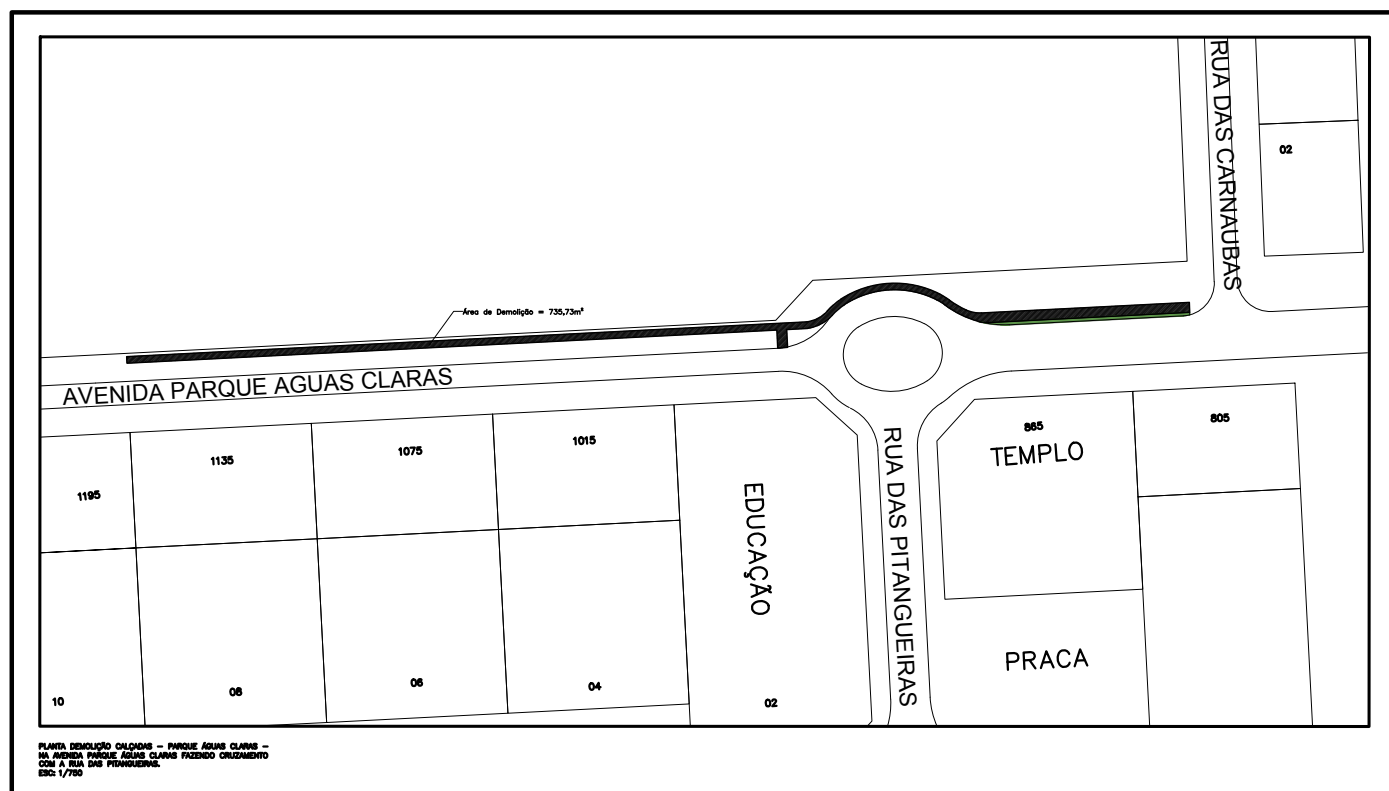 RUA DAS CARNAUBAS
02
Área de Demolição = 735,73m²
AVENIDA PARQUE AGUAS CLARAS
1195
1135
1075
1015
EDUCAÇÃO
RUA DAS PITANGUEIRAS
865
TEMPLO
805
PRACA
10
08
06
04
02
PLANTA DEMOLIÇÃO CALÇADAS - PARQUE ÁGUAS CLARAS -
NA AVENIDA PARQUE ÁGUAS CLARAS FAZENDO CRUZAMENTO
COM A RUA DAS PITANGUEIRAS.
ESC: 1/750